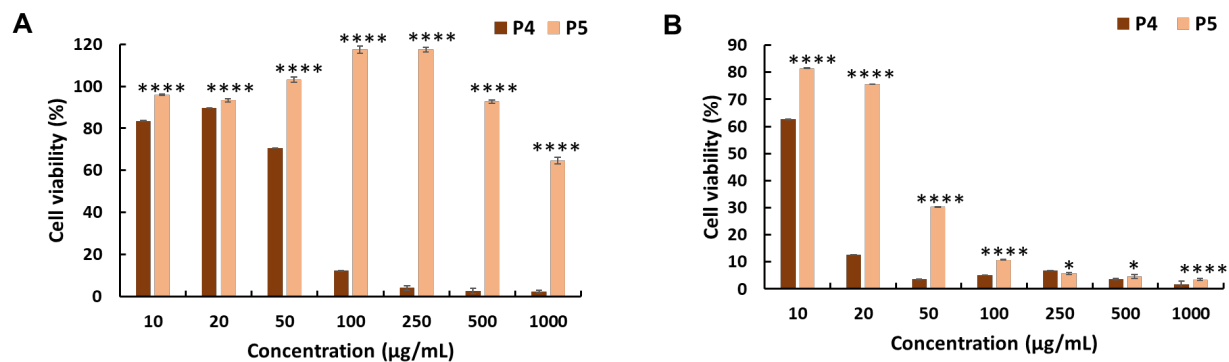 A
P4 P5
120
100
80
60
40
20
0
Cell viability (%)
**** **** **** **** **** **** ****
10 20 50 100 250 500 1000
Concentration (μg/mL)
B
P4 P5
90
80
70
60
50
40
30
20
10
0
Cell viability (%)
**** **** **** **** * * ****
10 20 50 100 250 500 1000
Concentration (μg/mL)